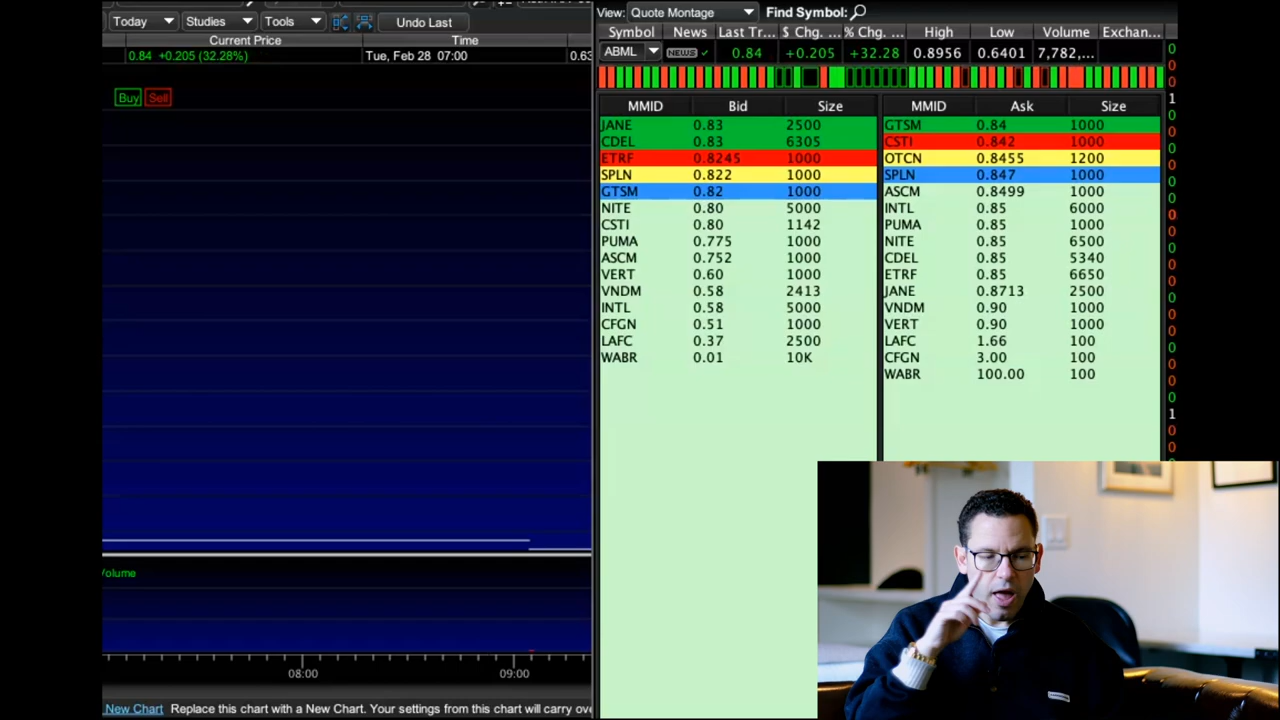 Today Studies Tools Undo Last
Current Price Time
0.84 +0.205 (32.28%) Tue, Feb 28 07:00 0.63
Buy Sell
Volume
08:00 09:00
New Chart Replace this chart with a New Chart. Your settings from this chart will carry ove
View: Quote Montage Find Symbol:
Symbol News Last Tr... $ Chg. ... % Chg. ... High Low Volume Exchan...
ABML NEWS 0.84 +0.205 +32.28 0.8956 0.6401 7,782,...
MMID Bid Size MMID Ask Size
JANE 0.83 2500 GTSM 0.84 1000
CDEL 0.83 6305 CSTI 0.842 1000
ETRF 0.8245 1000 OTCN 0.8455 1200
SPLN 0.822 1000 SPLN 0.847 1000
GTSM 0.82 1000 ASCM 0.8499 1000
NITE 0.80 5000 INTL 0.85 6000
CSTI 0.80 1142 PUMA 0.85 1000
PUMA 0.775 1000 NITE 0.85 6500
ASCM 0.752 1000 CDEL 0.85 5340
VERT 0.60 1000 ETRF 0.85 6650
VNDM 0.58 2413 JANE 0.8713 2500
INTL 0.58 5000 VNDM 0.90 1000
CFGN 0.51 1000 VERT 0.90 1000
LAFC 0.37 2500 LAFC 1.66 100
WABR 0.01 10K CFGN 3.00 100
WABR 100.00 100